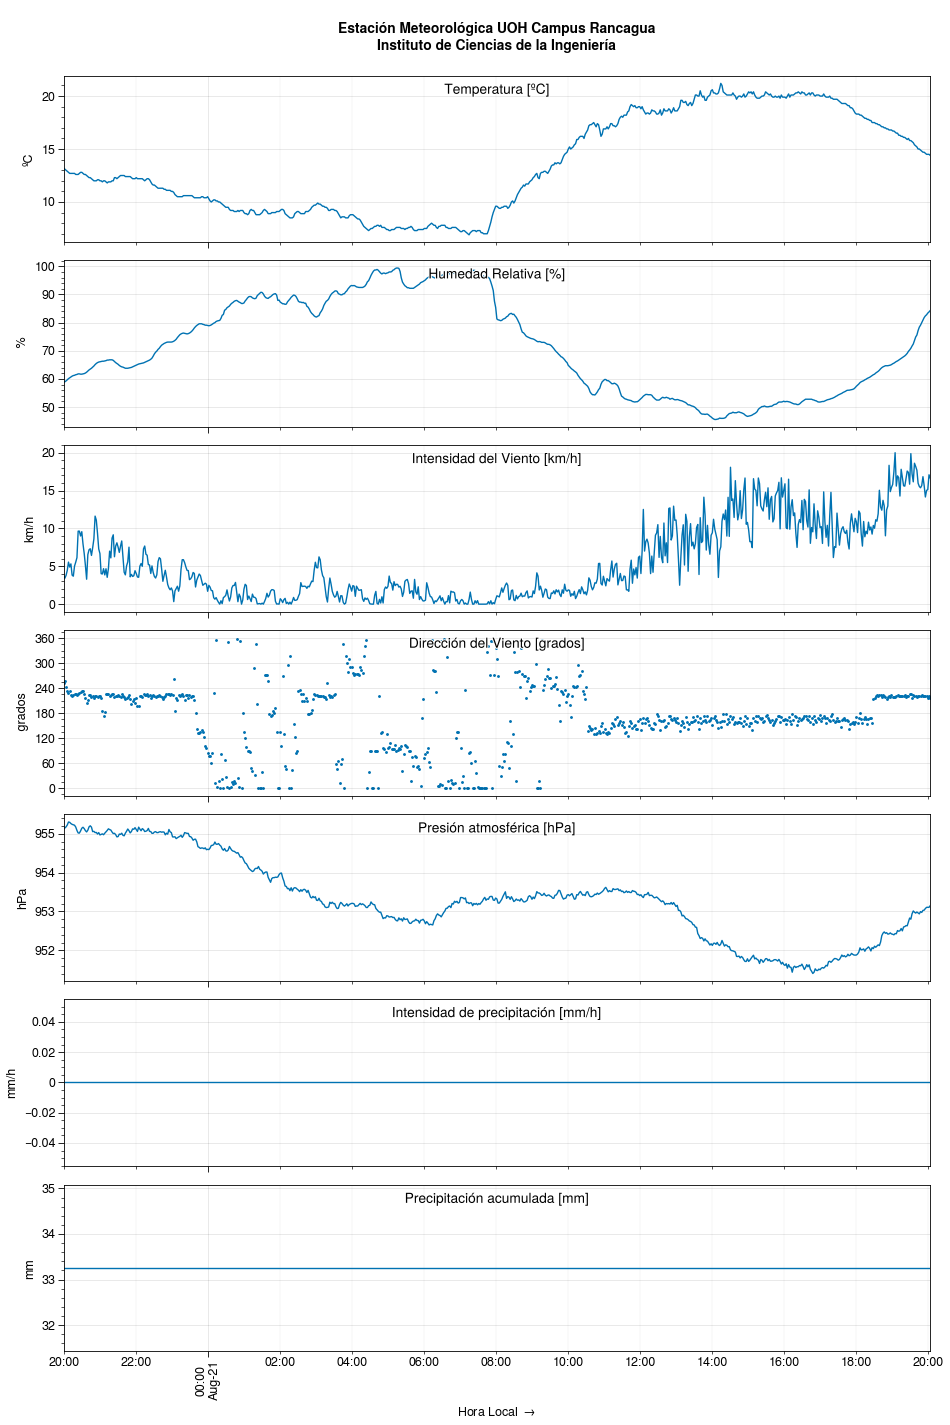 Estación Meteorológica UOH Campus Rancagua
Instituto de Ciencias de la Ingeniería
Temperatura [ºC]
ºC
20
15
10
Humedad Relativa [%]
%
100
90
80
70
60
50
Intensidad del Viento [km/h]
km/h
20
15
10
5
0
Dirección del Viento [grados]
grados
360
300
240
180
120
60
0
Presión atmosférica [hPa]
hPa
955
954
953
952
Intensidad de precipitación [mm/h]
mm/h
0.04
0.02
0
−0.02
−0.04
Precipitación acumulada [mm]
mm
35
34
33
32
20:00 22:00 00:00 02:00 04:00 06:00 08:00 10:00 12:00 14:00 16:00 18:00 20:00
Aug-21
Hora Local →